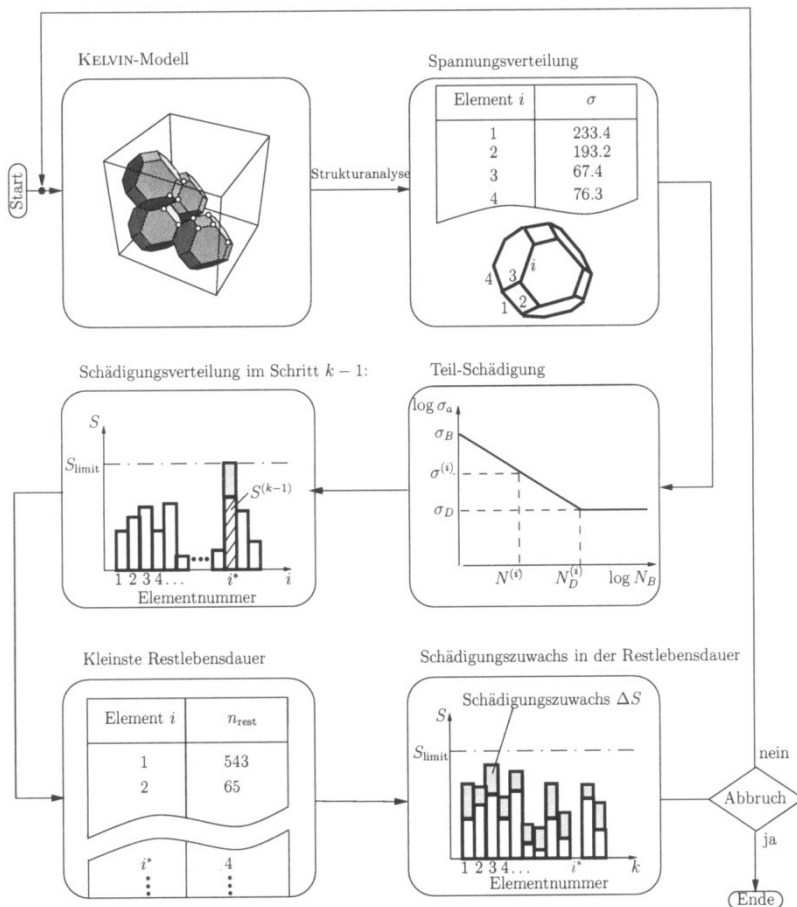 KELVIN-Modell
Spannungsverteilung
Start
Strukturanalyse
Element i σ
1 233.4
2 193.2
3 67.4
4 76.3
i
4 3
1 2
Schädigungsverteilung im Schritt k − 1:
Teil-Schädigung
S
S_limit
S^(k-1)
1 2 3 4 ... i* i
Elementnummer
log σ_a
σ_B
σ^(i)
σ_D
N^(i) N_D^(i) log N_B
Kleinste Restlebensdauer
Schädigungszuwachs in der Restlebensdauer
Element i n_rest
1 543
2 65
i* 4
Schädigungszuwachs ΔS
S
S_limit
1 2 3 4 ... i* k
Elementnummer
nein
Abbruch
ja
Ende